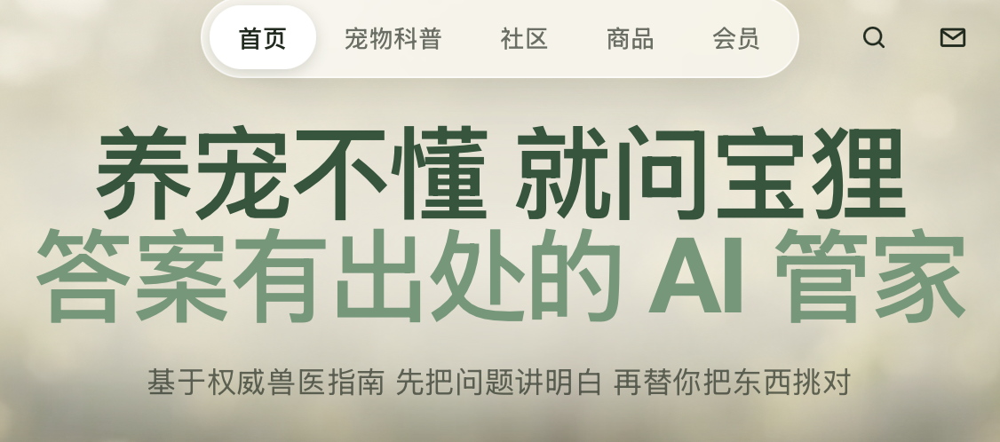 首页 宠物科普 社区 商品 会员
养宠不懂 就问宝狸
答案有出处的 AI 管家
基于权威兽医指南 先把问题讲明白 再替你把东西挑对